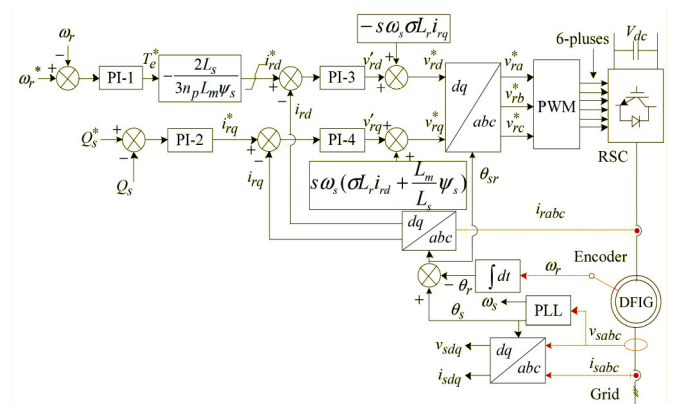 -sω_sσL_r i_rq
6-pluses
V_dc
ω_r
ω_r*
+
-
PI-1
T_e*
-2L_s / 3n_p L_m ψ_s
i_rd*
+
-
PI-3
v'_rd
+
+
v_rd*
dq
abc
v_ra*
v_rb*
v_rc*
PWM
RSC
Q_s*
+
-
Q_s
PI-2
i_rq*
+
-
PI-4
v'_rq
+
+
v_rq*
i_rd
i_rq
sω_s(σL_r i_rd + L_m/L_s ψ_s)
θ_sr
dq
abc
i_rabc
Encoder
ω_r
∫dt
θ_r
-
+
θ_s
ω_s
PLL
DFIG
v_sabc
v_sdq
i_sdq
dq
abc
i_sabc
Grid